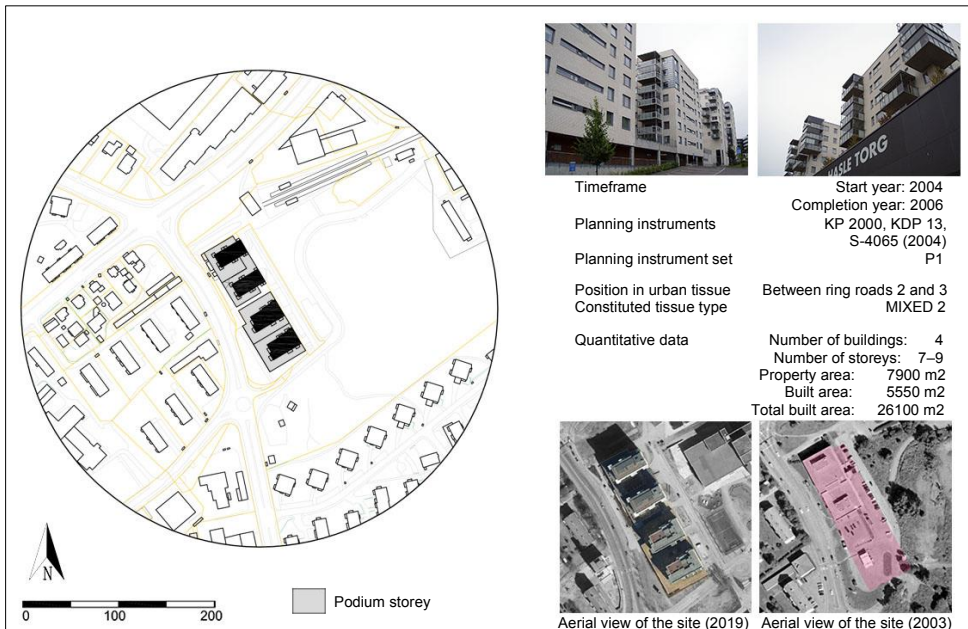 HASLE TORG
Timeframe Start year: 2004
Completion year: 2006
Planning instruments KP 2000, KDP 13,
S-4065 (2004)
Planning instrument set P1
Position in urban tissue Between ring roads 2 and 3
Constituted tissue type MIXED 2
Quantitative data Number of buildings: 4
Number of storeys: 7–9
Property area: 7900 m2
Built area: 5550 m2
Total built area: 26100 m2
N
0 100 200
Podium storey
Aerial view of the site (2019) Aerial view of the site (2003)